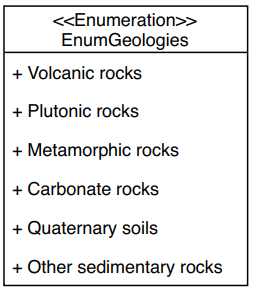 <<Enumeration>>
EnumGeologies
+ Volcanic rocks
+ Plutonic rocks
+ Metamorphic rocks
+ Carbonate rocks
+ Quaternary soils
+ Other sedimentary rocks